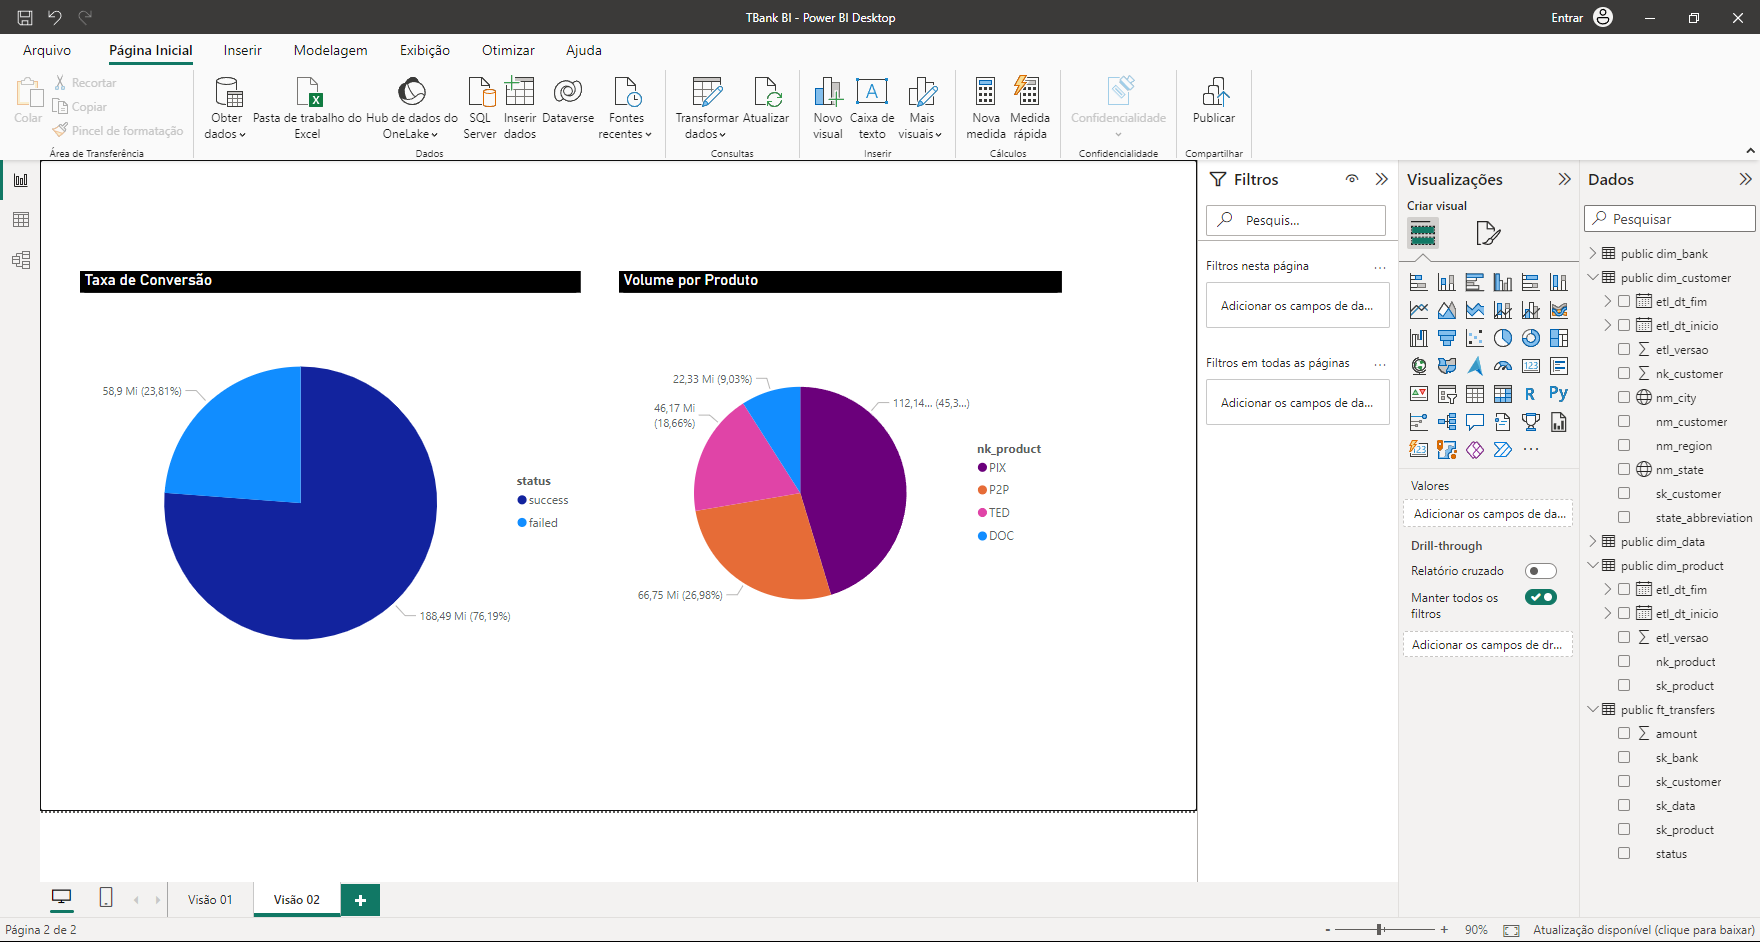 TBank BI - Power BI Desktop
Entrar
Arquivo
Página Inicial
Inserir
Modelagem
Exibição
Otimizar
Ajuda
Colar
Recortar
Copiar
Pincel de formatação
Área de Transferência
Obter
dados
Pasta de trabalho do
Excel
Hub de dados do
OneLake
SQL
Server
Inserir
dados
Dataverse
Fontes
recentes
Dados
Transformar
dados
Atualizar
Consultas
Novo
visual
Caixa de
texto
Mais
visuais
Inserir
Nova
medida
Medida
rápida
Cálculos
Confidencialidade
Confidencialidade
Publicar
Compartilhar
Taxa de Conversão
58,9 Mi (23,81%)
188,49 Mi (76,19%)
status
success
failed
Volume por Produto
22,33 Mi (9,03%)
46,17 Mi
(18,66%)
112,14... (45,3...)
66,75 Mi (26,98%)
nk_product
PIX
P2P
TED
DOC
Filtros
Pesquis...
Filtros nesta página
...
Adicionar os campos de da...
Filtros em todas as páginas
...
Adicionar os campos de da...
Visualizações
Criar visual
A
123
R
Py
123
...
Valores
Adicionar os campos de da...
Drill-through
Relatório cruzado
Manter todos os
filtros
Adicionar os campos de dr...
Dados
Pesquisar
public dim_bank
public dim_customer
etl_dt_fim
etl_dt_inicio
etl_versao
nk_customer
nm_city
nm_customer
nm_region
nm_state
sk_customer
state_abbreviation
public dim_data
public dim_product
etl_dt_fim
etl_dt_inicio
etl_versao
nk_product
sk_product
public ft_transfers
amount
sk_bank
sk_customer
sk_data
sk_product
status
Visão 01
Visão 02
+
Página 2 de 2
- + 90%
Atualização disponível (clique para baixar)